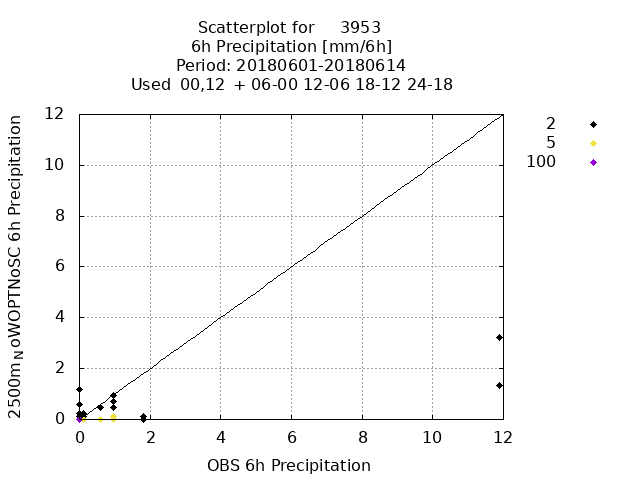 Scatterplot for 3953
6h Precipitation [mm/6h]
Period: 20180601-20180614
Used 00,12 + 06-00 12-06 18-12 24-18
2
5
100
2500m NoWOPTNoSC 6h Precipitation
12
10
8
6
4
2
0
0 2 4 6 8 10 12
OBS 6h Precipitation